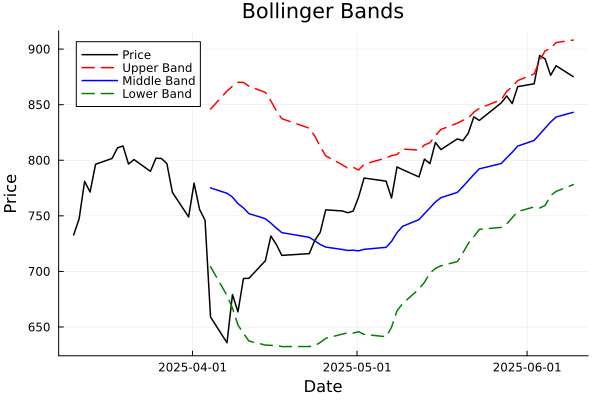 Bollinger Bands
Price
Upper Band
Middle Band
Lower Band
900
850
800
750
700
650
Price
2025-04-01
2025-05-01
2025-06-01
Date